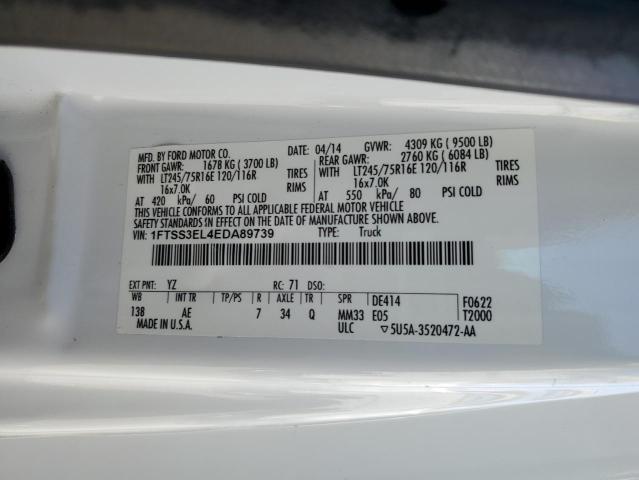 MFD. BY FORD MOTOR CO. DATE: 04/14 GVWR: 4309 KG ( 9500 LB)
FRONT GAWR: 1678 KG ( 3700 LB) REAR GAWR: 2760 KG ( 6084 LB)
WITH LT245/75R16E 120/116R TIRES WITH LT245/75R16E 120/116R TIRES
16x7.0K RIMS 16x7.0K RIMS
AT 420 kPa/ 60 PSI COLD AT 550 kPa/ 80 PSI COLD
THIS VEHICLE CONFORMS TO ALL APPLICABLE FEDERAL MOTOR VEHICLE
SAFETY STANDARDS IN EFFECT ON THE DATE OF MANUFACTURE SHOWN ABOVE.
VIN: 1FTSS3EL4EDA89739 TYPE: Truck
EXT PNT: YZ RC: 71 DSO:
WB INT TR TP/PS R AXLE TR SPR DE414 F0622
138 AE 7 34 Q MM33 E05 T2000
MADE IN U.S.A. ULC ▽5U5A-3520472-AA